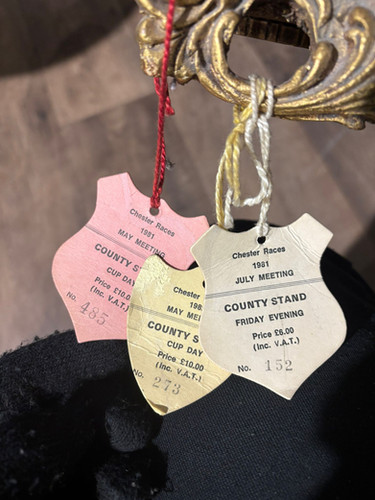 Chester Races
1981
MAY MEETING
COUNTY S
CUP DAY
Price £10.0
(Inc. V.A.T.)
No. 485
Ches
198
MAY MEE
COUNTY S
CUP DAY
Price £10.00
(Inc. V.A.T.)
No. 273
Chester Races
1981
JULY MEETING
COUNTY STAND
FRIDAY EVENING
Price £6.00
(Inc. V.A.T.)
No. 152